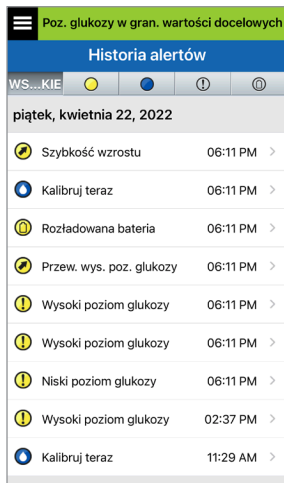 Poz. glukozy w gran. wartości docelowych
Historia alertów
WS...KIE
piątek, kwietnia 22, 2022
Szybkość wzrostu 06:11 PM
Kalibruj teraz 06:11 PM
Rozładowana bateria 06:11 PM
Przew. wys. poz. glukozy 06:11 PM
Wysoki poziom glukozy 06:11 PM
Wysoki poziom glukozy 06:11 PM
Niski poziom glukozy 06:11 PM
Wysoki poziom glukozy 02:37 PM
Kalibruj teraz 11:29 AM